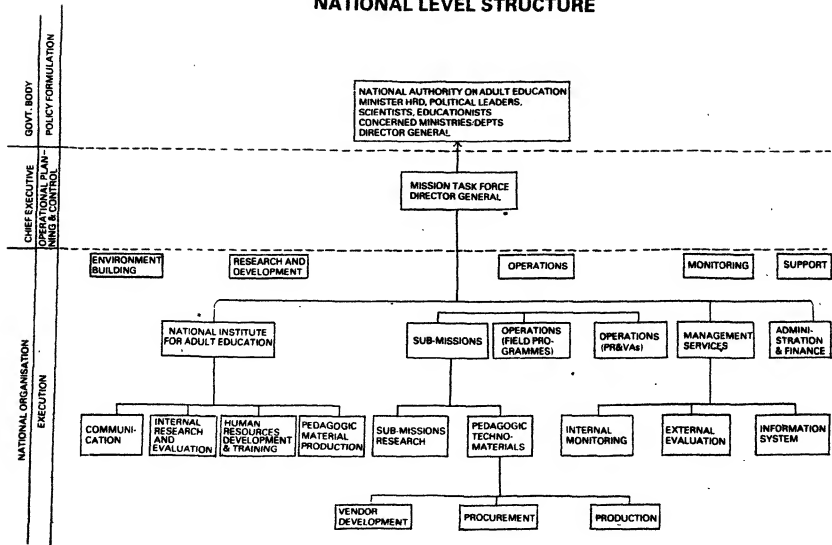 NATIONAL LEVEL STRUCTURE
GOVT. BODY
POLICY FORMULATION
NATIONAL AUTHORITY ON ADULT EDUCATION
MINISTER HRD, POLITICAL LEADERS,
SCIENTISTS, EDUCATIONISTS
CONCERNED MINISTRIES:DEPTS
DIRECTOR GENERAL
CHIEF EXECUTIVE
OPERATIONAL PLAN-
NING & CONTROL
MISSION TASK FORCE
DIRECTOR GENERAL
ENVIRONMENT
BUILDING
RESEARCH AND
DEVELOPMENT
OPERATIONS
MONITORING
SUPPORT
NATIONAL ORGANISATION
EXECUTION
NATIONAL INSTITUTE
FOR ADULT EDUCATION
SUB-MISSIONS
OPERATIONS
(FIELD PRO-
GRAMMES)
OPERATIONS
(PR&VAs)
MANAGEMENT
SERVICES
ADMINI-
STRATION
& FINANCE
COMMUNI-
CATION
INTERNAL
RESEARCH
AND
EVALUATION
HUMAN
RESOURCES
DEVELOPMENT
& TRAINING
PEDAGOGIC
MATERIAL
PRODUCTION
SUB-MISSIONS
RESEARCH
PEDAGOGIC
TECHNO-
MATERIALS
INTERNAL
MONITORING
EXTERNAL
EVALUATION
INFORMATION
SYSTEM
VENDOR
DEVELOPMENT
PROCUREMENT
PRODUCTION